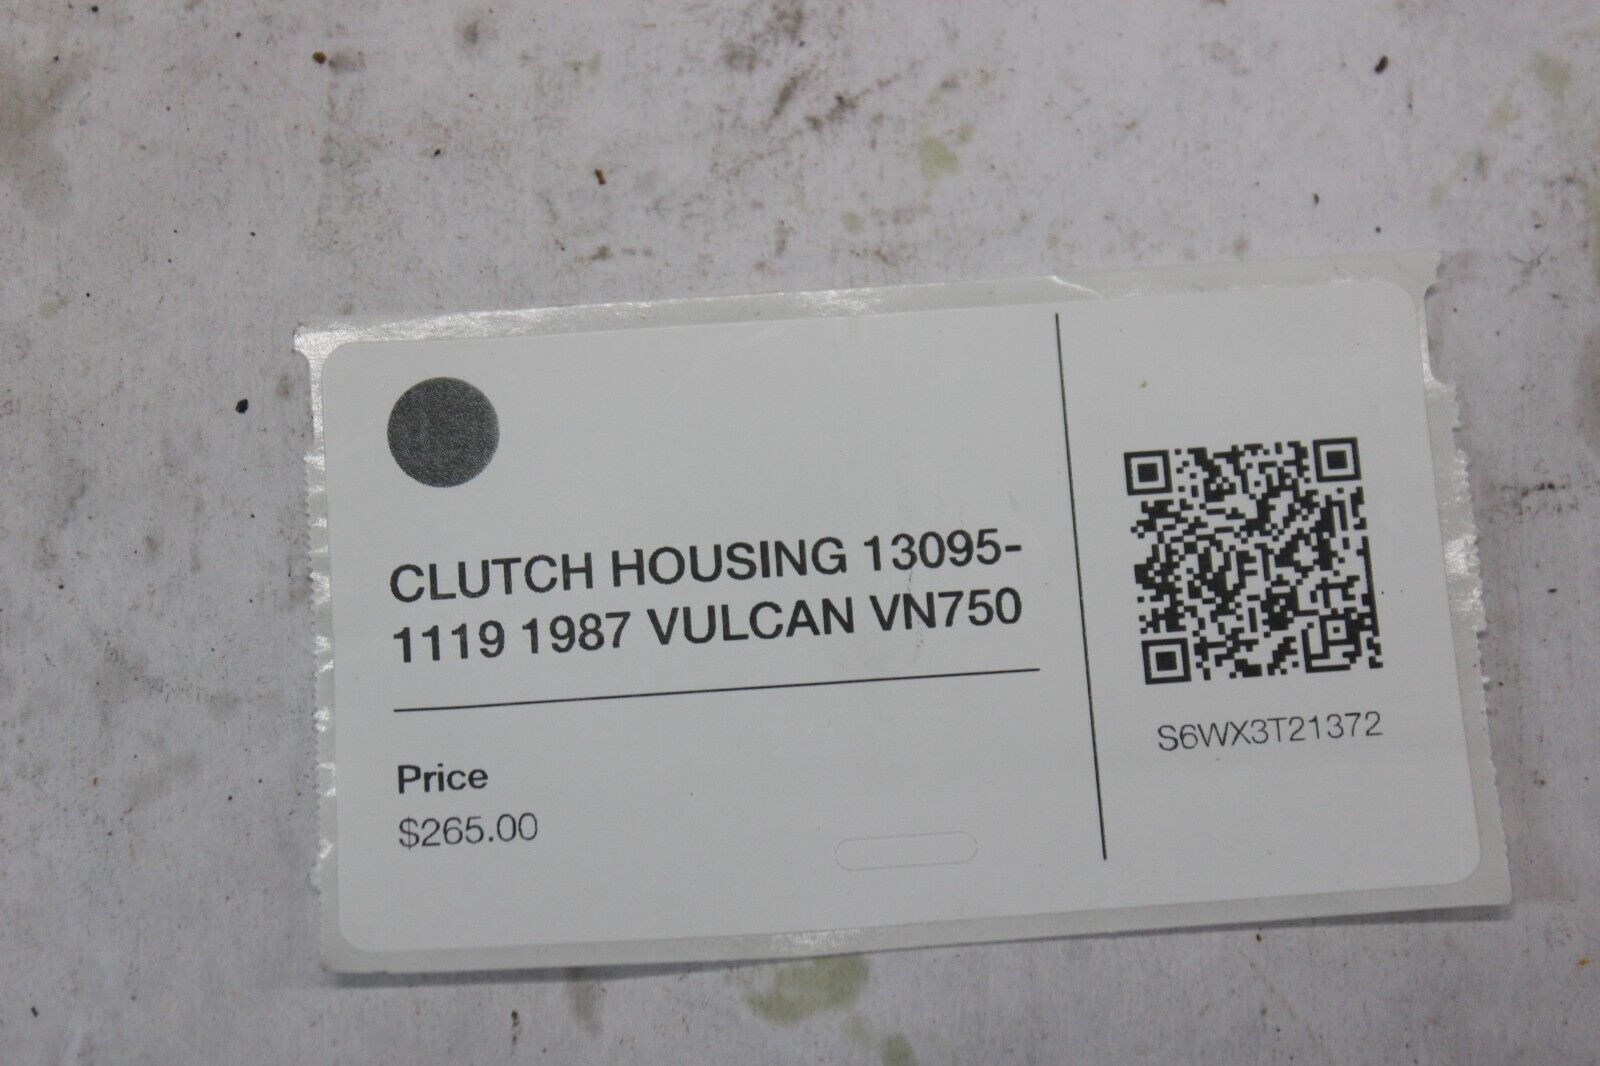 CLUTCH HOUSING 13095-
1119 1987 VULCAN VN750
Price
$265.00
S6WX3T21372